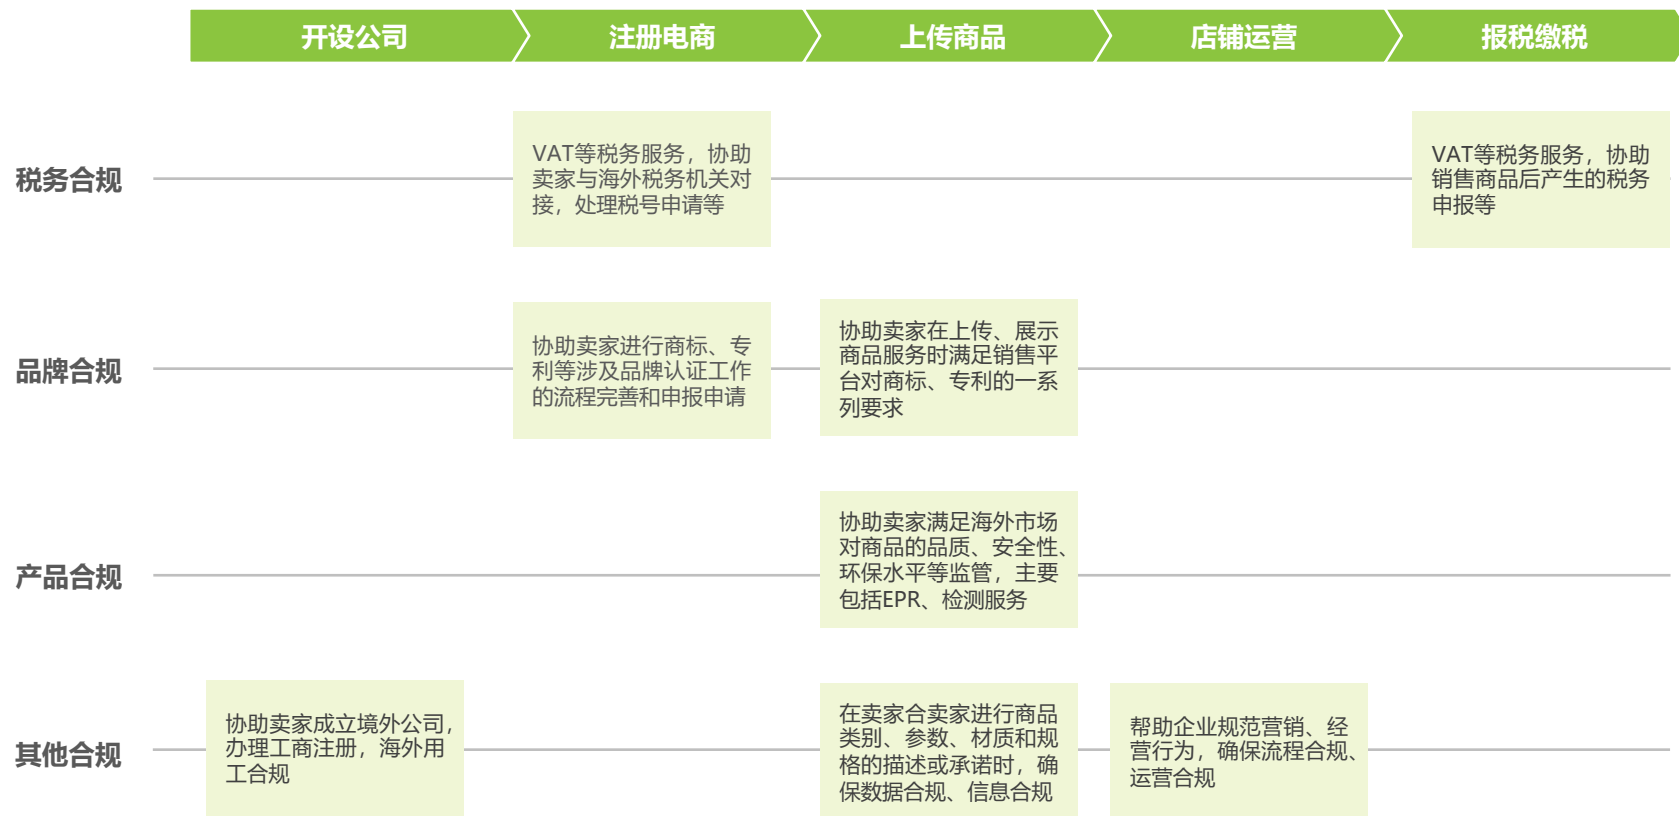 开设公司
注册电商
上传商品
店铺运营
报税缴税
税务合规
VAT等税务服务，协助
卖家与海外税务机关对
接，处理税号申请等
VAT等税务服务，协助
销售商品后产生的税务
申报等
品牌合规
协助卖家进行商标、专
利等涉及品牌认证工作
的流程完善和申报申请
协助卖家在上传、展示
商品服务时满足销售平
台对商标、专利的一系
列要求
产品合规
协助卖家满足海外市场
对商品的品质、安全性、
环保水平等监管，主要
包括EPR、检测服务
其他合规
协助卖家成立境外公司，
办理工商注册，海外用
工合规
在卖家合卖家进行商品
类别、参数、材质和规
格的描述或承诺时，确
保数据合规、信息合规
帮助企业规范营销、经
营行为，确保流程合规、
运营合规